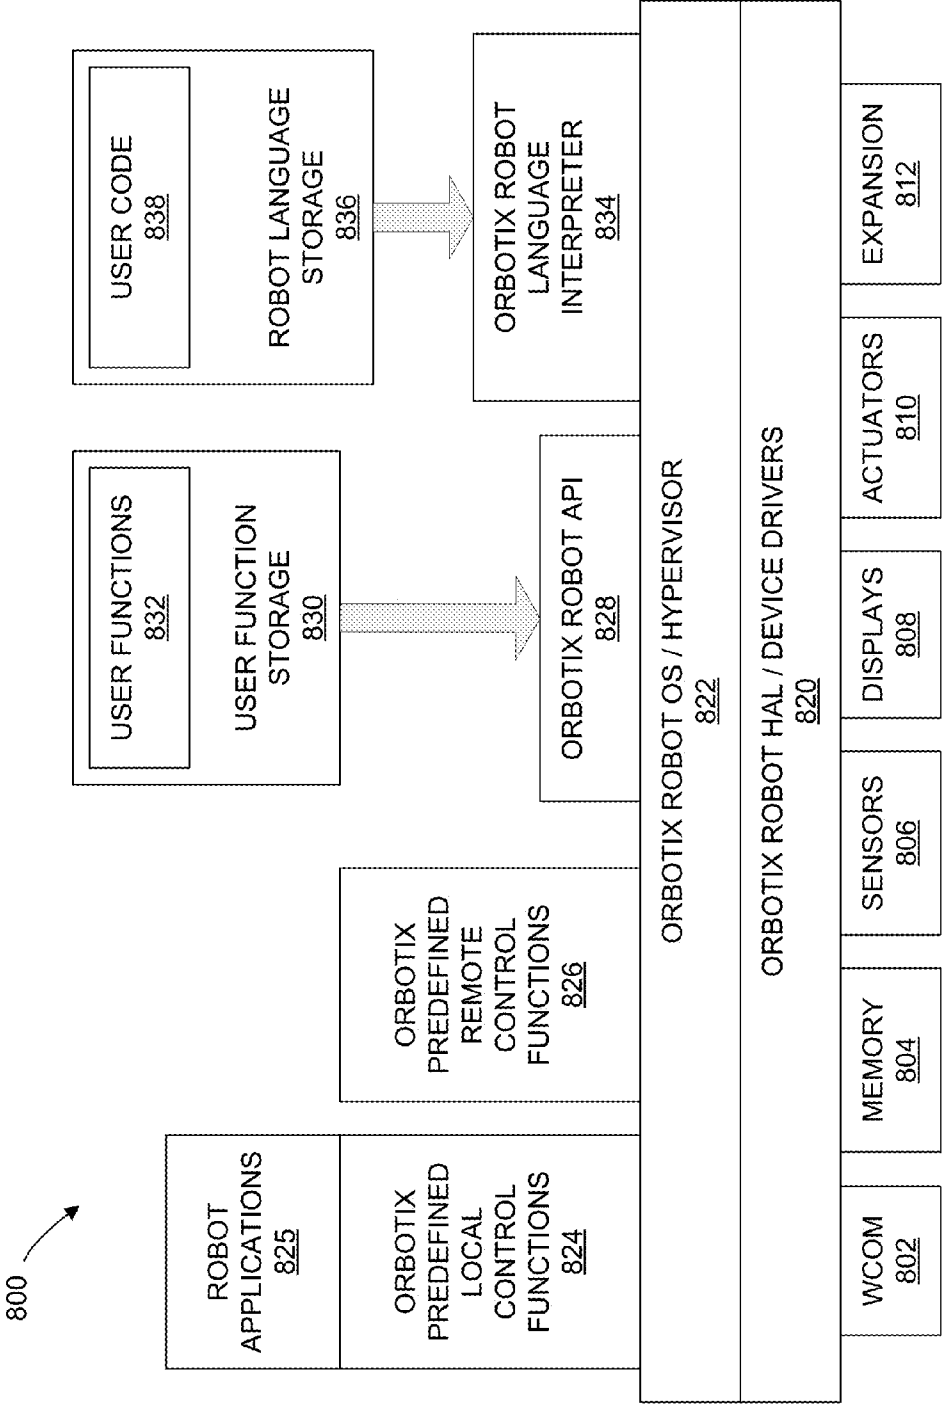 800
ROBOT
APPLICATIONS
825
ORBOTIX
PREDEFINED
LOCAL
CONTROL
FUNCTIONS
824
ORBOTIX
PREDEFINED
REMOTE
CONTROL
FUNCTIONS
826
USER FUNCTIONS
832
USER FUNCTION
STORAGE
830
ORBOTIX ROBOT API
828
USER CODE
838
ROBOT LANGUAGE
STORAGE
836
ORBOTIX ROBOT
LANGUAGE
INTERPRETER
834
ORBOTIX ROBOT OS / HYPERVISOR
822
ORBOTIX ROBOT HAL / DEVICE DRIVERS
820
WCOM
802
MEMORY
804
SENSORS
806
DISPLAYS
808
ACTUATORS
810
EXPANSION
812